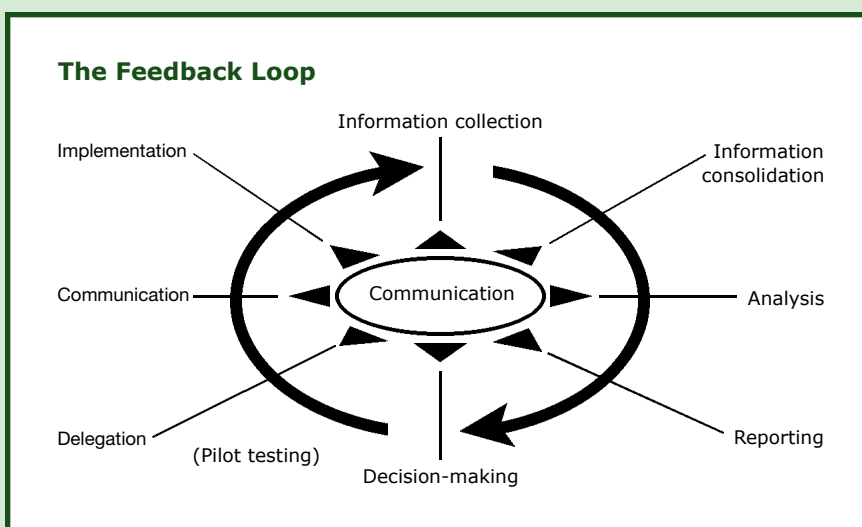 The Feedback Loop
Information collection
Implementation
Information
consolidation
Communication
Communication
Analysis
Delegation
(Pilot testing)
Reporting
Decision-making